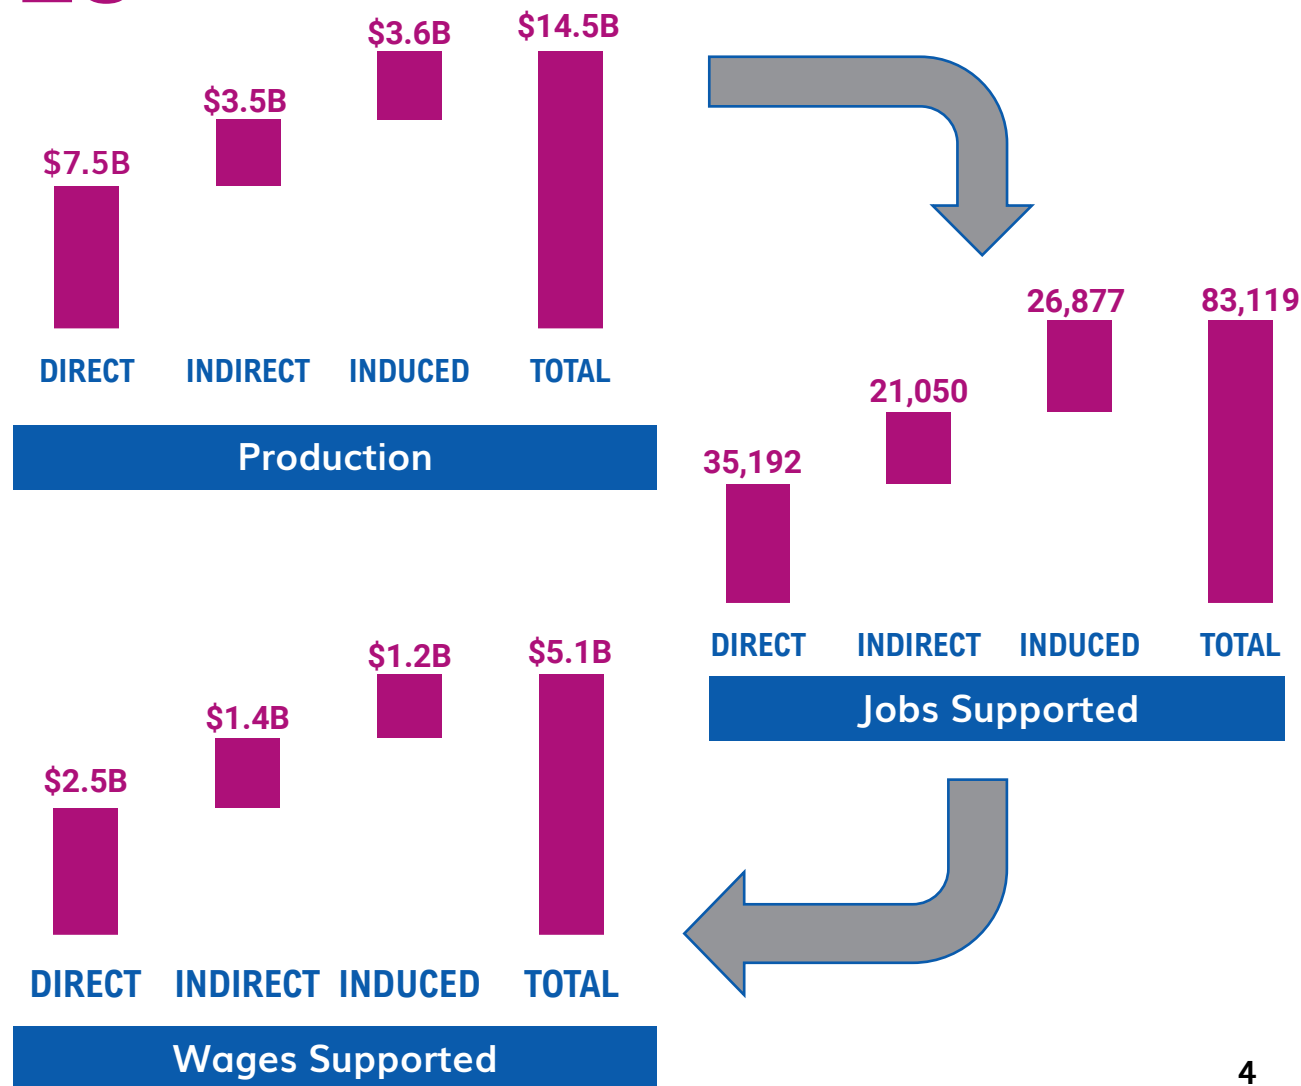 $3.6B $14.5B
$3.5B
$7.5B
DIRECT INDIRECT INDUCED TOTAL
Production
26,877 83,119
21,050
35,192
DIRECT INDIRECT INDUCED TOTAL
Jobs Supported
$1.2B $5.1B
$1.4B
$2.5B
DIRECT INDIRECT INDUCED TOTAL
Wages Supported
4